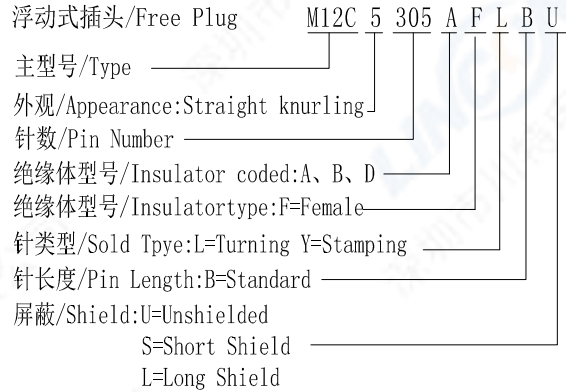 浮动式插头/Free Plug M12C 5 305 A F L B U
主型号/Type
外观/Appearance:Straight knurling
针数/Pin Number
绝缘体型号/Insulator coded:A、B、D
绝缘体型号/Insulatortype:F=Female
针类型/Sold Tpye:L=Turning Y=Stamping
针长度/Pin Length:B=Standard
屏蔽/Shield:U=Unshielded
S=Short Shield
L=Long Shield